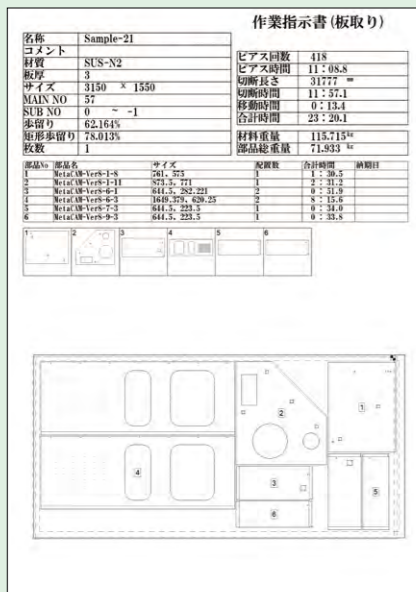 作業指示書(板取り)
名称 Sample-21
コメント
材質 SUS-N2
板厚 3
サイズ 3150 × 1550
MAIN NO 57
SUB NO 0 ~ -1
歩留り 62.164%
矩形歩留り 78.013%
枚数 1
ピアス回数 418
ピアス時間 11:08.8
切断長さ 31777 mm
切断時間 11:57.1
移動時間 0:13.4
合計時間 23:20.1
材料重量 115.715kg
部品総重量 71.933 kg
部品No 部品名 サイズ 配置数 合計時間 納期日
1 MetaCAM-Ver8-1-8 761, 575 1 1:30.5
2 MetaCAM-Ver8-1-11 873.5, 771 1 2:31.2
3 MetaCAM-Ver8-6-1 644.5, 282.221 2 0:51.9
4 MetaCAM-Ver8-6-3 1649.379, 620.25 2 8:15.6
5 MetaCAM-Ver8-7-3 644.5, 223.5 1 0:34.0
6 MetaCAM-Ver8-9-3 644.5, 223.5 1 0:33.8
1 2 3 4 5 6
1
2
4
3
5
6